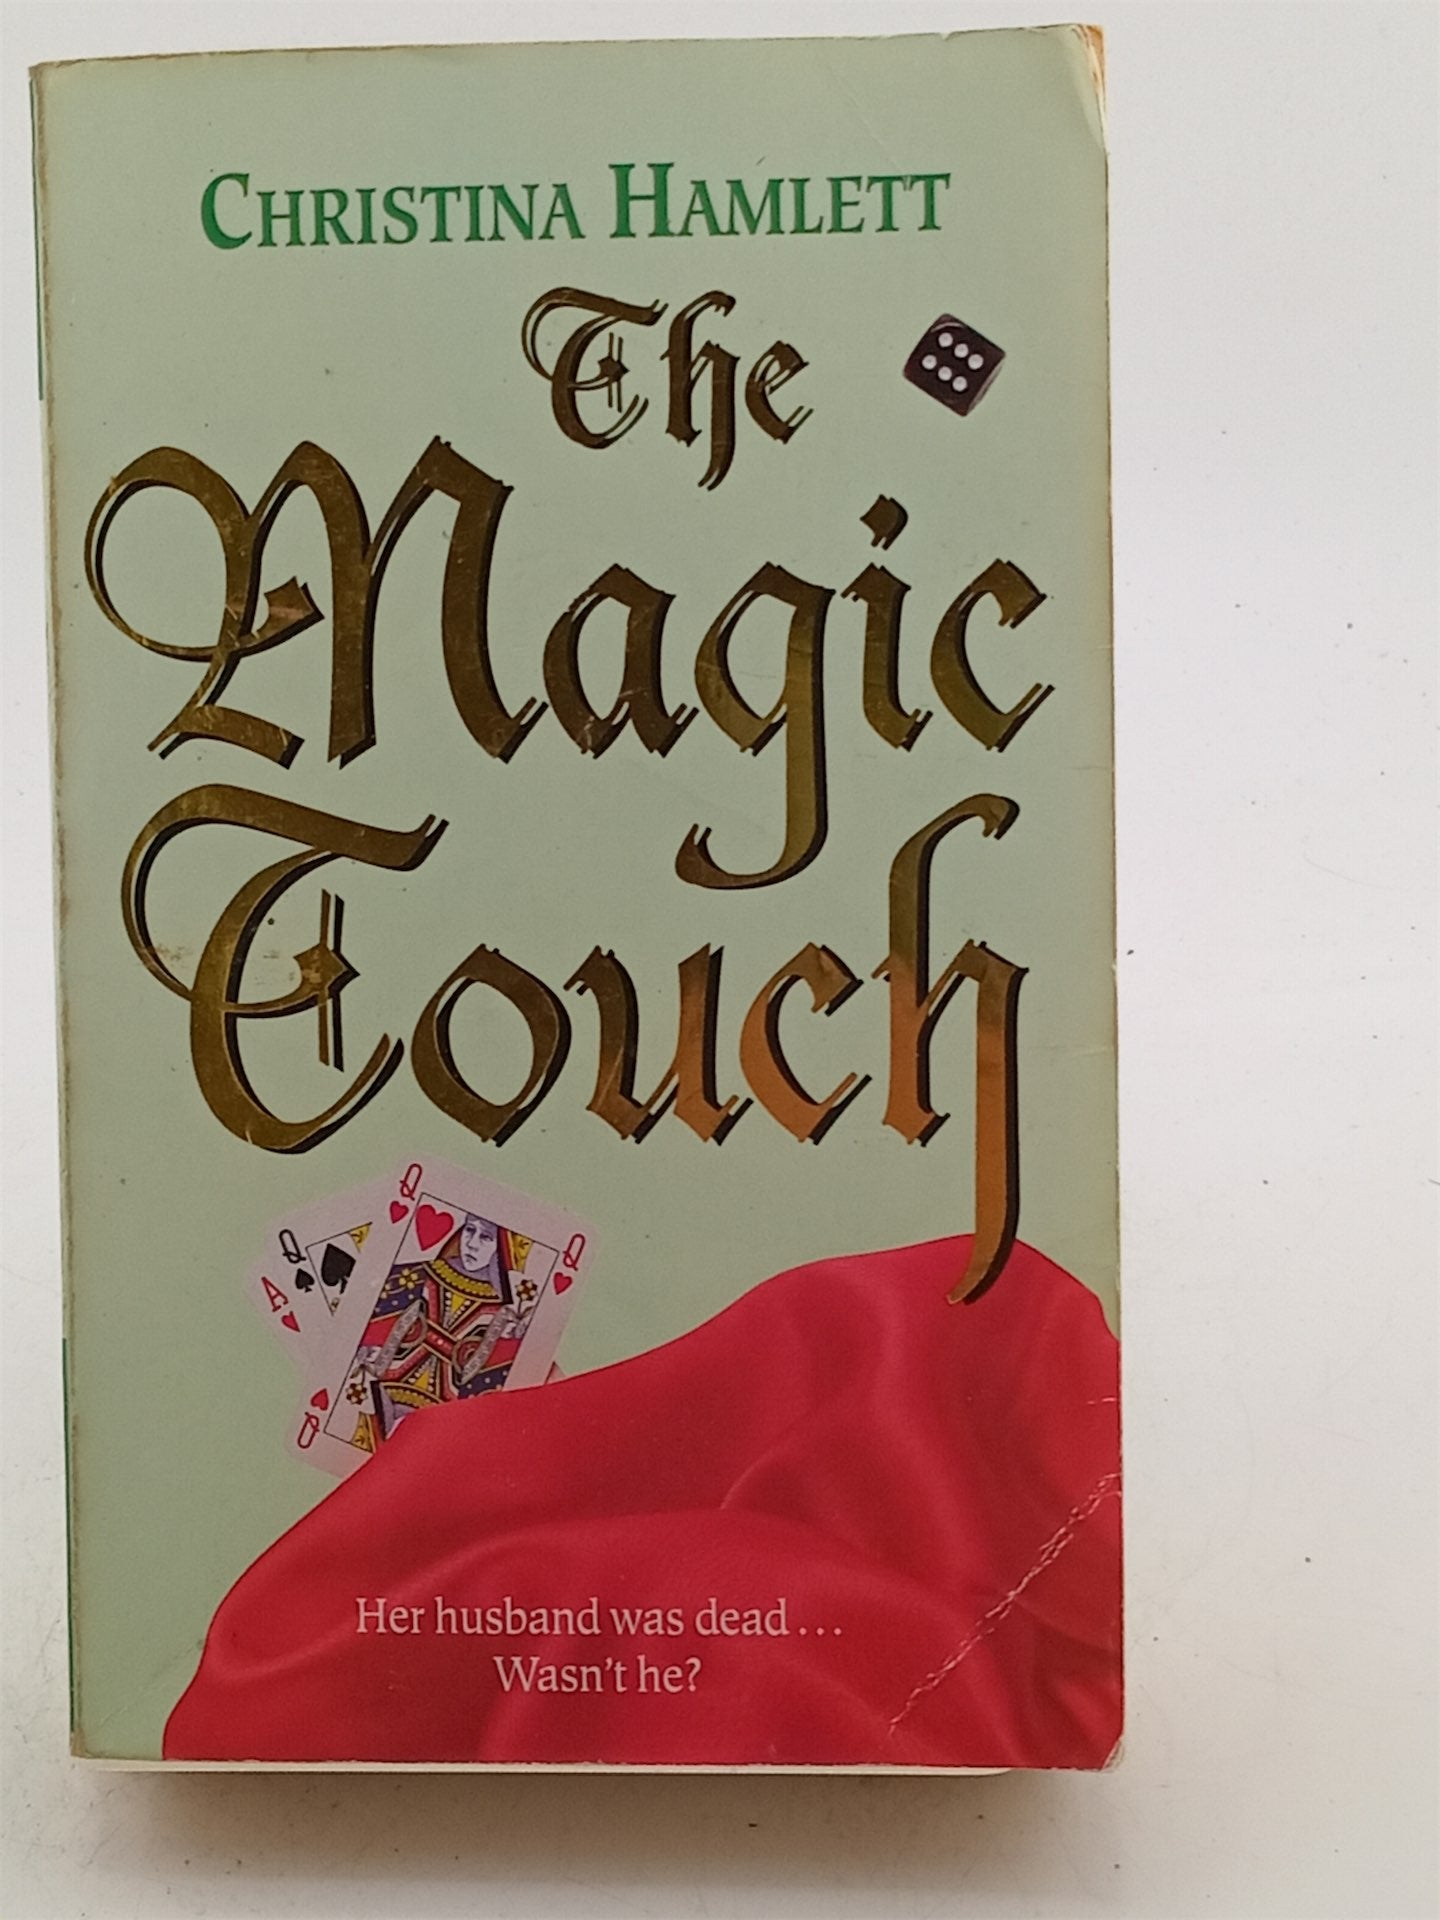 CHRISTINA HAMLETT
The
Magic
Touch
Q
Q
Q
A
Q
Her husband was dead...
Wasn't he?